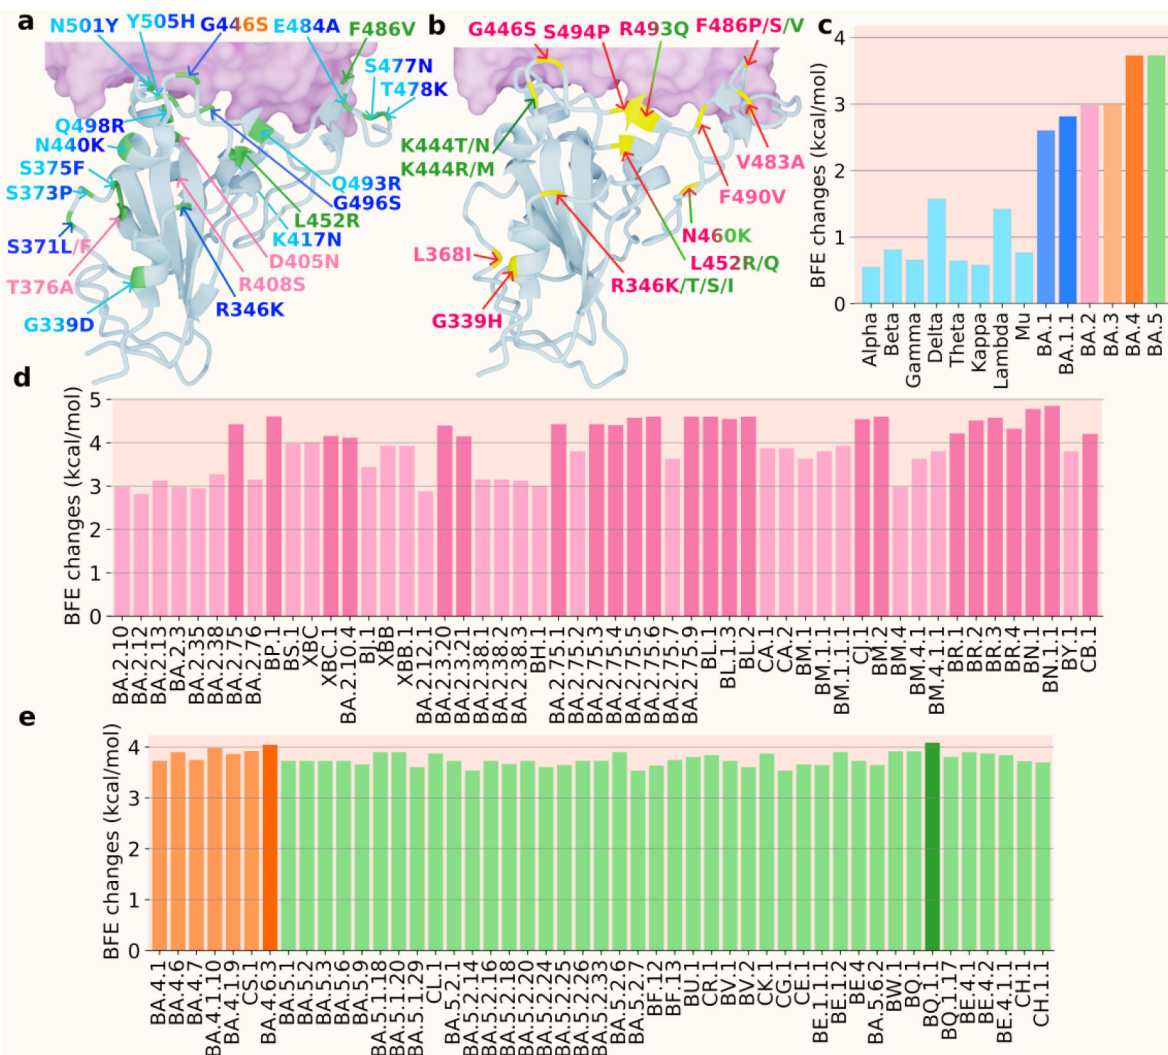 a
N501Y
Y505H
G446S
E484A
F486V
S477N
T478K
Q498R
N440K
S375F
S373P
S371L/F
T376A
G339D
Q493R
G496S
L452R
K417N
D405N
R408S
R346K
b
G446S
S494P
R493Q
F486P/S/V
K444T/N
K444R/M
V483A
F490V
N460K
L452R/Q
R346K/T/S/I
L368I
G339H
c
BFE changes (kcal/mol)
4
3
2
1
0
Alpha
Beta
Gamma
Delta
Theta
Kappa
Lambda
Mu
BA.1
BA.1.1
BA.2
BA.3
BA.4
BA.5
d
BFE changes (kcal/mol)
5
4
3
2
1
0
BA.2.10
BA.2.12
BA.2.13
BA.2.3
BA.2.35
BA.2.38
BA.2.75
BA.2.76
BP.1
BS.1
XBC
XBC.1
BA.2.10.4
BJ.1
XBB
XBB.1
BA.2.12.1
BA.2.3.20
BA.2.3.21
BA.2.38.1
BA.2.38.2
BA.2.38.3
BH.1
BA.2.75.1
BA.2.75.2
BA.2.75.3
BA.2.75.4
BA.2.75.5
BA.2.75.6
BA.2.75.7
BA.2.75.9
BL.1
BL.1.3
BL.2
CA.1
CA.2
BM.1
BM.1.1
BM.1.1.1
CJ.1
BM.2
BM.4
BM.4.1
BM.4.1.1
BR.1
BR.2
BR.3
BR.4
BN.1
BN.1.1
BY.1
CB.1
e
BFE changes (kcal/mol)
4
3
2
1
0
BA.4.1
BA.4.6
BA.4.7
BA.4.1.10
BA.4.1.9
CS.1
BA.4.6.3
BA.5.1
BA.5.2
BA.5.3
BA.5.6
BA.5.9
BA.5.1.18
BA.5.1.20
BA.5.1.29
CL.1
BA.5.2.1
BA.5.2.14
BA.5.2.16
BA.5.2.18
BA.5.2.20
BA.5.2.24
BA.5.2.25
BA.5.2.26
BA.5.2.33
BA.5.2.6
BA.5.2.7
BF.12
BF.13
BU.1
CR.1
BV.1
BV.2
CK.1
CG.1
CE.1
BE.1.1.1
BE.1.1.2
BE.4
BA.5.6.2
BW.1
BQ.1
BQ.1.1
BQ.1.17
BE.4.1
BE.4.2
BE.4.1.1
CH.1
CH.1.1